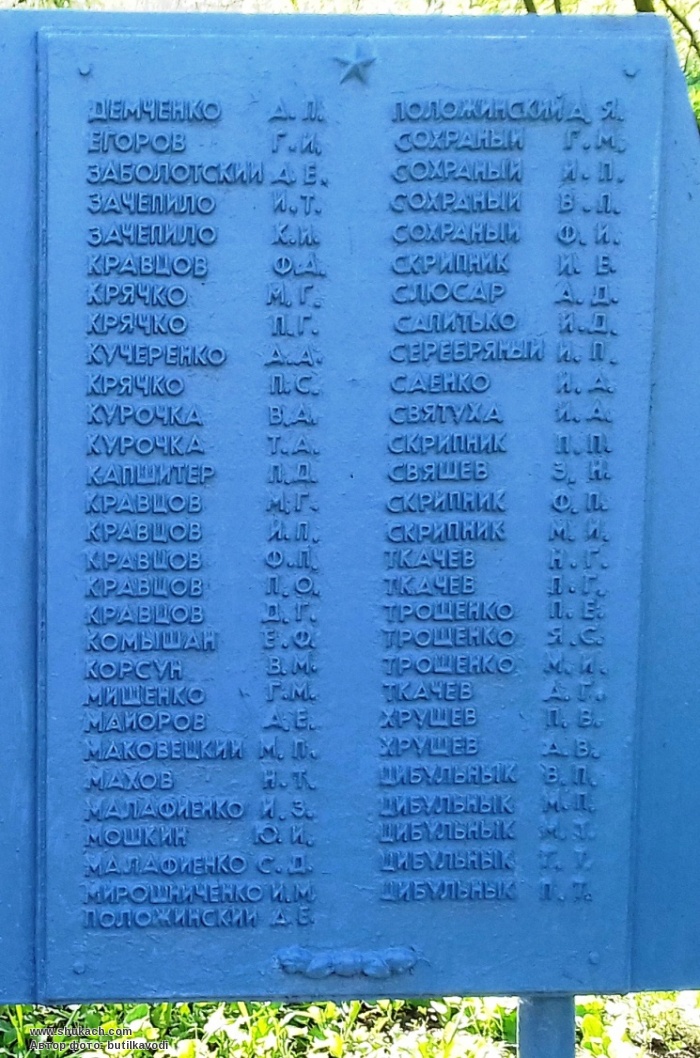 ДЕМЧЕНКО Д. П.
ЕГОРОВ Г. И.
ЗАБОЛОТСКИЙ Д. Е.
ЗАЧЕПИЛО И. Т.
ЗАЧЕПИЛО К. И.
КРАВЦОВ Ф. Д.
КРЯЧКО М. Г.
КРЯЧКО П. Г.
КУЧЕРЕНКО А. А.
КРЯЧКО П. С.
КУРОЧКА В. А.
КУРОЧКА Т. А.
КАПШИТЕР Л. Д.
КРАВЦОВ М. Г.
КРАВЦОВ И. П.
КРАВЦОВ Ф. П.
КРАВЦОВ П. О.
КРАВЦОВ Д. Г.
КОМЫШАН Е. Ф.
КОРСУН В. М.
МИЩЕНКО Г. М.
МАЙОРОВ Д. Е.
МАКОВЕЦКИЙ М. П.
МАХОВ Н. Т.
МАЛАФИЕНКО И. З.
МОШКИН Ю. И.
МАЛАФИЕНКО С. Д.
МИРОШНИЧЕНКО И. М.
ПОЛОЖИНСКИЙ Д. Е.
ПОЛОЖИНСКИЙ Д. Я.
СОХРАНЫЙ Г. М.
СОХРАНЫЙ И. П.
СОХРАНЫЙ В. П.
СОХРАНЫЙ Ф. И.
СКРИПНИК И. Е.
СЛЮСАР А. Д.
САПИТЬКО И. Д.
СЕРЕБРЯНЫЙ И. П.
САЕНКО И. А.
СВЯТУХА И. А.
СКРИПНИК П. П.
СВЯШЕВ З. Н.
СКРИПНИК Ф. П.
СКРИПНИК М. И.
ТКАЧЕВ Н. Г.
ТКАЧЕВ П. Г.
ТРОЩЕНКО П. Е.
ТРОЩЕНКО Я. С.
ТРОЩЕНКО М. И.
ТКАЧЕВ Д. Г.
ХРУЩЕВ П. В.
ХРУЩЕВ А. В.
ЦИБУЛЬНЫК В. П.
ЦИБУЛЬНЫК М. П.
ЦИБУЛЬНЫК М. Т.
ЦИБУЛЬНЫК Т. Т.
ЦИБУЛЬНЫК П. Т.
www.shukach.com
Автор фото: butilkavodi